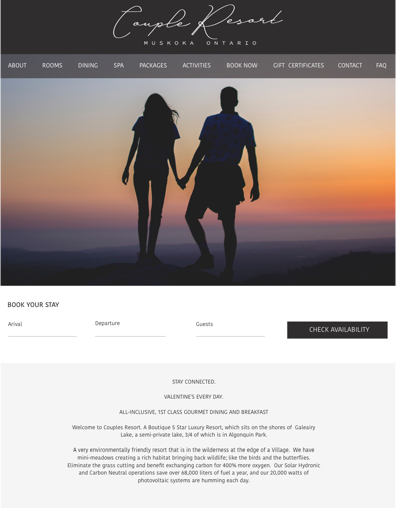 Couple Resort
MUSKOKA ONTARIO
ABOUT ROOMS DINING SPA PACKAGES ACTIVITIES BOOK NOW GIFT CERTIFICATES CONTACT FAQ
BOOK YOUR STAY
Arival Departure Guests
CHECK AVAILABILITY
STAY CONNECTED.
VALENTINE'S EVERY DAY.
ALL-INCLUSIVE, 1ST CLASS GOURMET DINING AND BREAKFAST
Welcome to Couples Resort. A Boutique 5 Star Luxury Resort, which sits on the shores of Galeairy
Lake, a semi-private lake, 3/4 of which is in Algonquin Park.
A very environmentally friendly resort that is in the wilderness at the edge of a Village. We have
mini-meadows creating a rich habitat bringing back wildlife; like the birds and the butterflies.
Eliminate the grass cutting and benefit exchanging carbon for 400% more oxygen. Our Solar Hydronic
and Carbon Neutral operations save over 68,000 liters of fuel a year, and our 20,000 watts of
photovoltaic systems are humming each day.